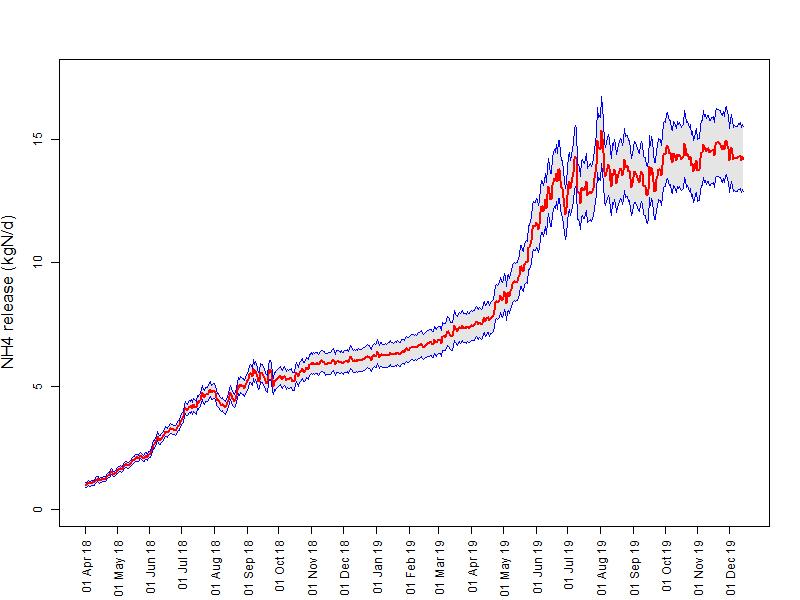 NH4 release (kgN/d)
15
10
5
0
01 Apr 18
01 May 18
01 Jun 18
01 Jul 18
01 Aug 18
01 Sep 18
01 Oct 18
01 Nov 18
01 Dec 18
01 Jan 19
01 Feb 19
01 Mar 19
01 Apr 19
01 May 19
01 Jun 19
01 Jul 19
01 Aug 19
01 Sep 19
01 Oct 19
01 Nov 19
01 Dec 19